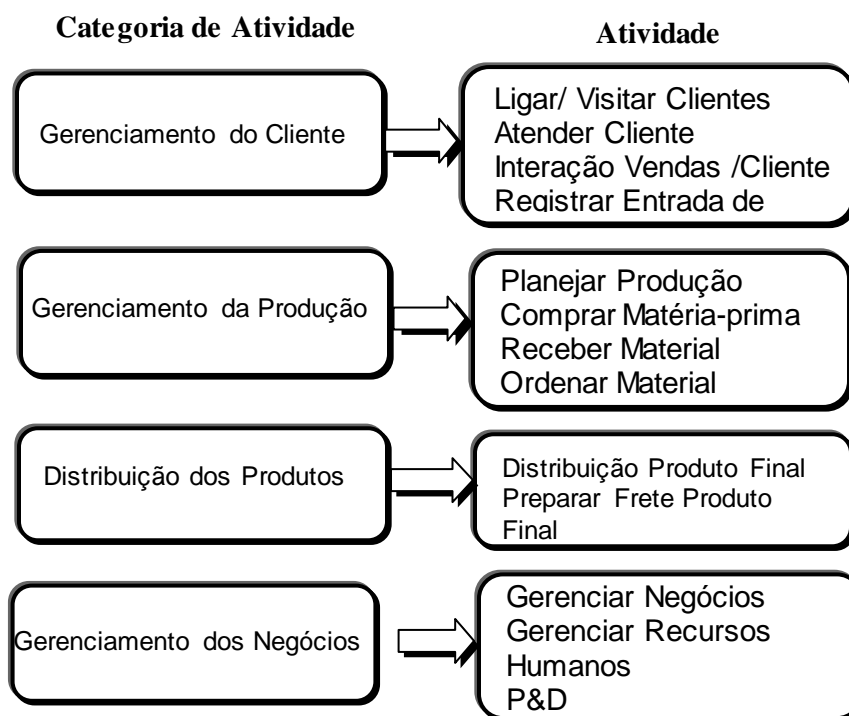 Categoria de Atividade
Atividade
Gerenciamento do Cliente
Ligar/ Visitar Clientes
Atender Cliente
Interação Vendas /Cliente
Registrar Entrada de
Gerenciamento da Produção
Planejar Produção
Comprar Matéria-prima
Receber Material
Ordenar Material
Distribuição dos Produtos
Distribuição Produto Final
Preparar Frete Produto
Final
Gerenciamento dos Negócios
Gerenciar Negócios
Gerenciar Recursos
Humanos
P&D